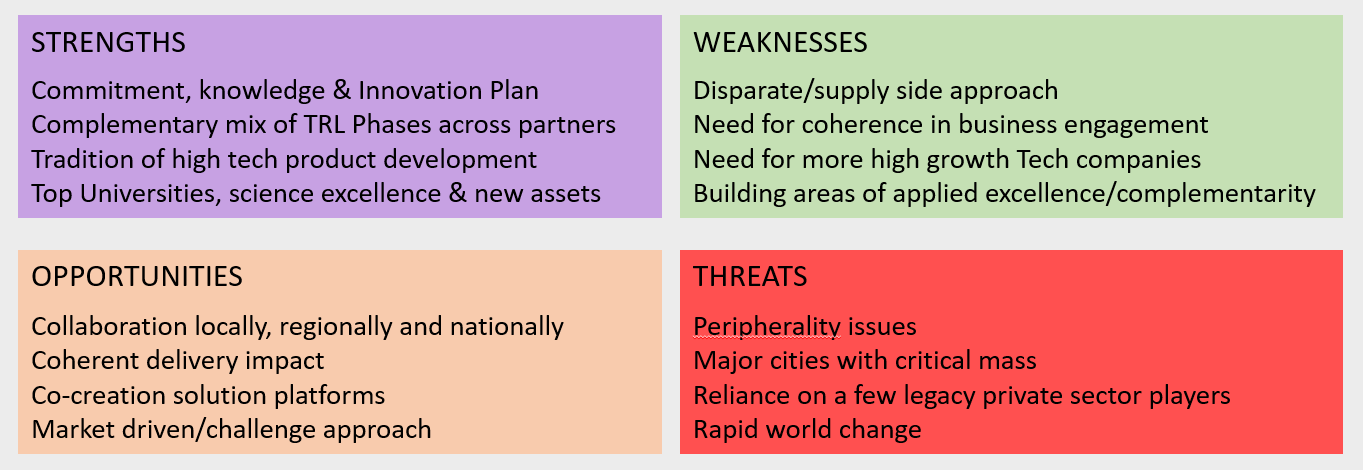 STRENGTHS
Commitment, knowledge & Innovation Plan
Complementary mix of TRL Phases across partners
Tradition of high tech product development
Top Universities, science excellence & new assets
WEAKNESSES
Disparate/supply side approach
Need for coherence in business engagement
Need for more high growth Tech companies
Building areas of applied excellence/complementarity
OPPORTUNITIES
Collaboration locally, regionally and nationally
Coherent delivery impact
Co-creation solution platforms
Market driven/challenge approach
THREATS
Peripherality issues
Major cities with critical mass
Reliance on a few legacy private sector players
Rapid world change